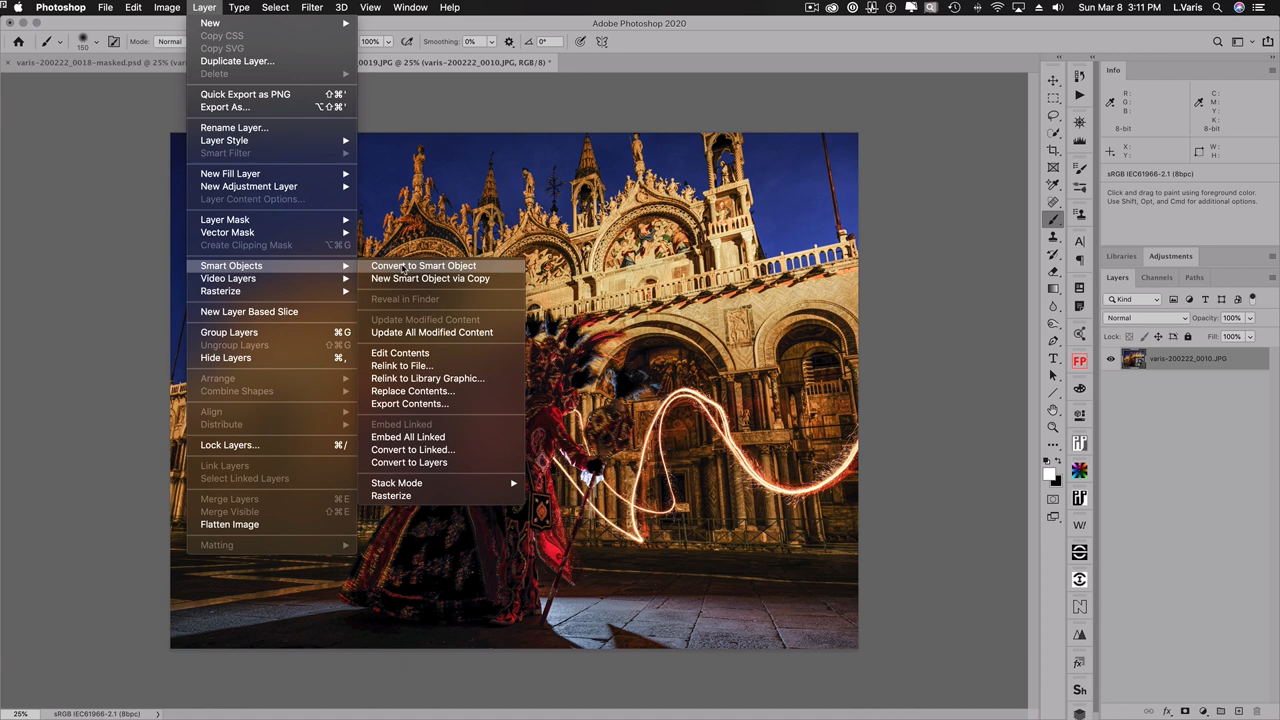 Photoshop File Edit Image Layer Type Select Filter 3D View Window Help
Sun Mar 8 3:11 PM L.Varis
Adobe Photoshop 2020
150 Mode: Normal
100% Smoothing: 0% 0°
× varis-200222_0018-masked.psd @ 25% (va
0019.JPG @ 25% (varis-200222_0010.JPG, RGB/8) *
New
Copy CSS
Copy SVG
Duplicate Layer...
Delete
Quick Export as PNG ⇧⌘'
Export As... ⌥⇧⌘'
Rename Layer...
Layer Style
Smart Filter
New Fill Layer
New Adjustment Layer
Layer Content Options...
Layer Mask
Vector Mask
Create Clipping Mask ⌥⌘G
Smart Objects
Video Layers
Rasterize
New Layer Based Slice
Group Layers ⌘G
Ungroup Layers ⇧⌘G
Hide Layers ⌘,
Arrange
Combine Shapes
Align
Distribute
Lock Layers... ⌘/
Link Layers
Select Linked Layers
Merge Layers ⌘E
Merge Visible ⇧⌘E
Flatten Image
Matting
Convert to Smart Object
New Smart Object via Copy
Reveal in Finder
Update Modified Content
Update All Modified Content
Edit Contents
Relink to File...
Relink to Library Graphic...
Replace Contents...
Export Contents...
Embed Linked
Embed All Linked
Convert to Linked...
Convert to Layers
Stack Mode
Rasterize
Info
R: C:
G: M:
B: Y:
K:
8-bit 8-bit
X: W:
Y: H:
sRGB IEC61966-2.1 (8bpc)
Click and drag to paint using foreground color.
Use Shift, Opt, and Cmd for additional options.
Libraries Adjustments
Layers Channels Paths
Kind
Normal Opacity: 100%
Lock: Fill: 100%
varis-200222_0010.JPG
FP
W!
N
Sh
25% sRGB IEC61966-2.1 (8bpc)